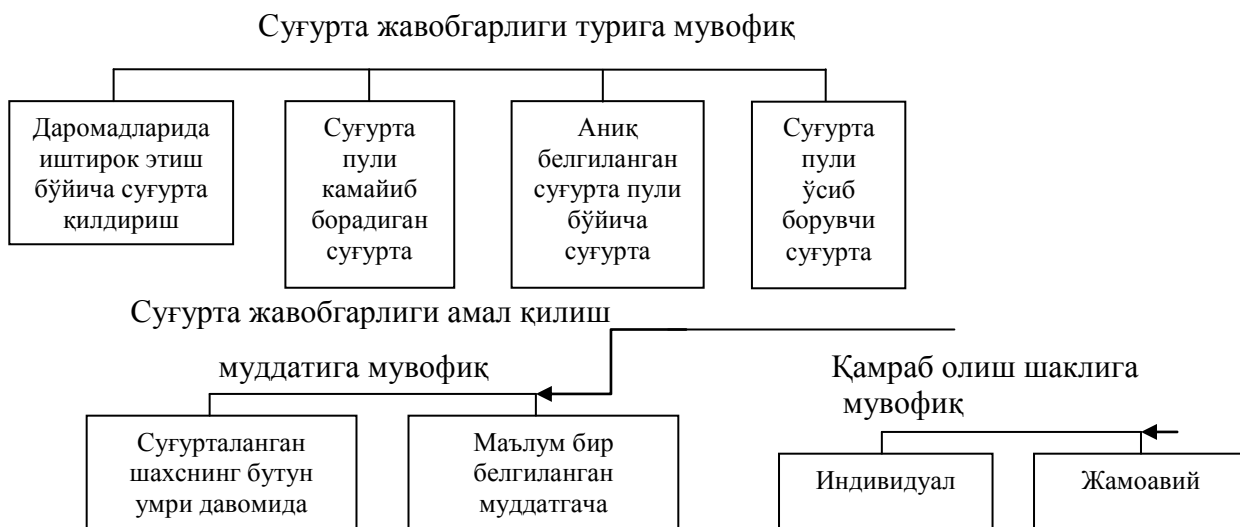 Суғурта жавобгарлиги турига мувофиқ
Даромадларида
иштирок этиш
бўйича суғурта
қилдириш
Суғурта
пули
камайиб
борадиган
суғурта
Аниқ
белгиланган
суғурта пули
бўйича
суғурта
Суғурта
пули
ўсиб
борувчи
суғурта
Суғурта жавобгарлиги амал қилиш
муддатига мувофиқ
Суғурталанган
шахснинг бутун
умри давомида
Маълум бир
белгиланган
муддатгача
Қамраб олиш шаклига
мувофиқ
Индивидуал
Жамоавий